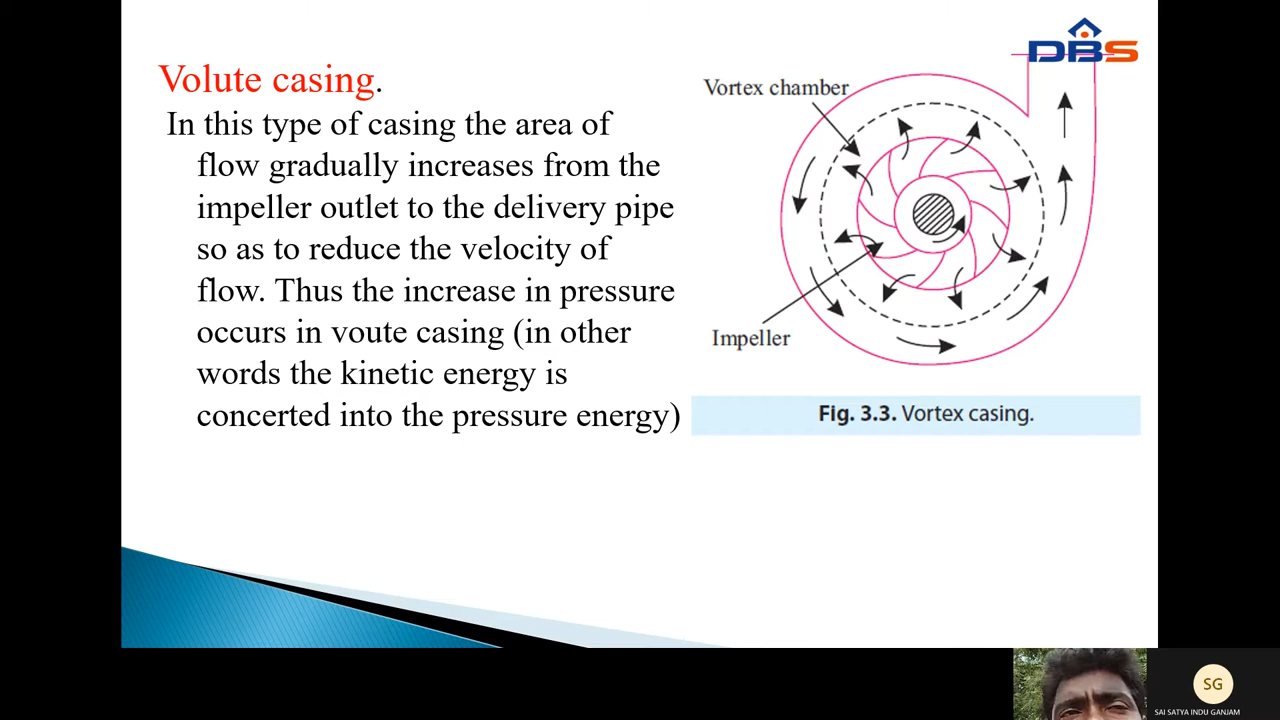 DBS
Volute casing.
In this type of casing the area of
flow gradually increases from the
impeller outlet to the delivery pipe
so as to reduce the velocity of
flow. Thus the increase in pressure
occurs in voute casing (in other
words the kinetic energy is
concerted into the pressure energy)
Vortex chamber
Impeller
Fig. 3.3. Vortex casing.
SG
SAI SATYA INDU GANJAM